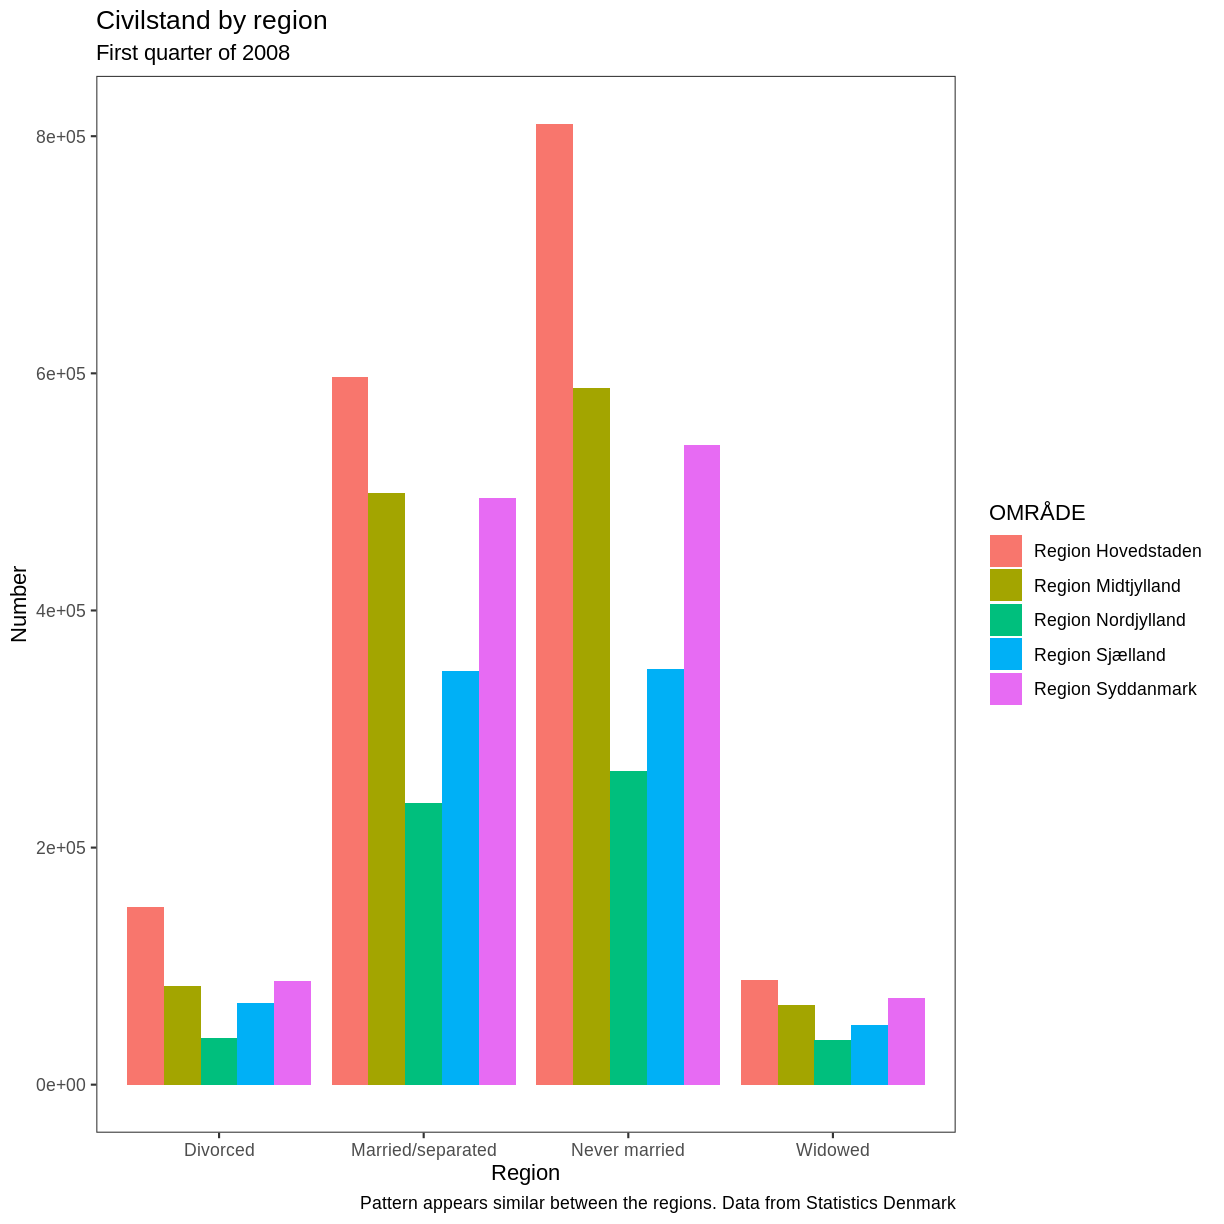 Civilstand by region
First quarter of 2008
8e+05
6e+05
4e+05
2e+05
0e+00
Number
Divorced
Married/separated
Never married
Widowed
Region
Pattern appears similar between the regions. Data from Statistics Denmark
OMRÅDE
Region Hovedstaden
Region Midtjylland
Region Nordjylland
Region Sjælland
Region Syddanmark